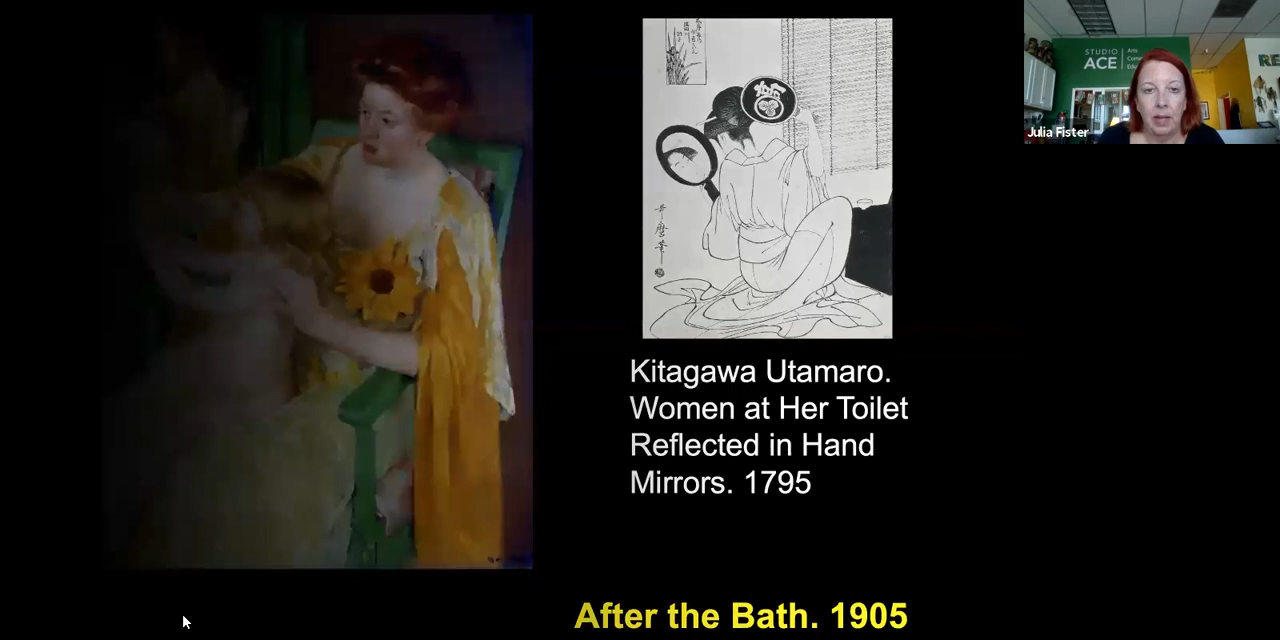 STUDIO
ACE
Arts
Julia Fister
Kitagawa Utamaro.
Women at Her Toilet
Reflected in Hand
Mirrors. 1795
After the Bath. 1905